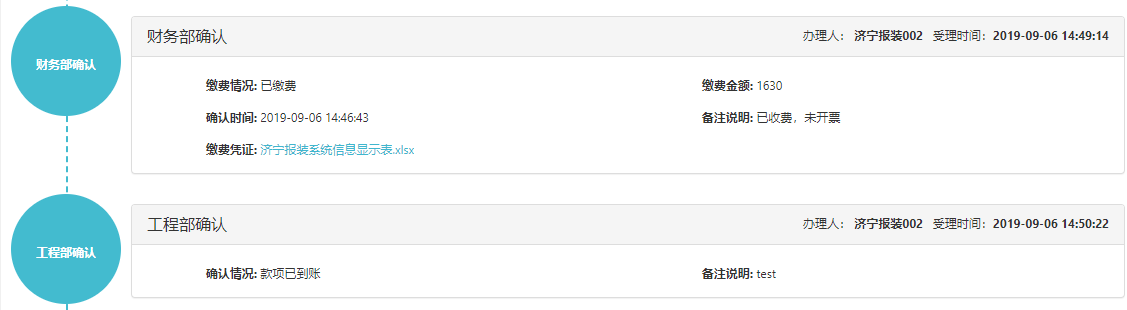 财务部确认
财务部确认 办理人： 济宁报装002 受理时间：2019-09-06 14:49:14
缴费情况: 已缴费 缴费金额: 1630
确认时间: 2019-09-06 14:46:43 备注说明: 已收费，未开票
缴费凭证: 济宁报装系统信息显示表.xlsx
工程部确认
工程部确认 办理人： 济宁报装002 受理时间：2019-09-06 14:50:22
确认情况: 款项已到账 备注说明: test